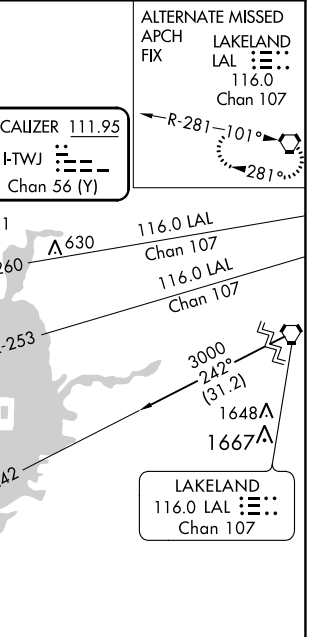 ALTERNATE MISSED
APCH
FIX
LAKELAND
LAL
116.0
Chan 107
R-281
101°
281°
CALIZER 111.95
I-TWJ
Chan 56 (Y)
1
260
630
116.0 LAL
Chan 107
116.0 LAL
Chan 107
-253
3000
242°
(31.2)
1648
1667
42
LAKELAND
116.0 LAL
Chan 107